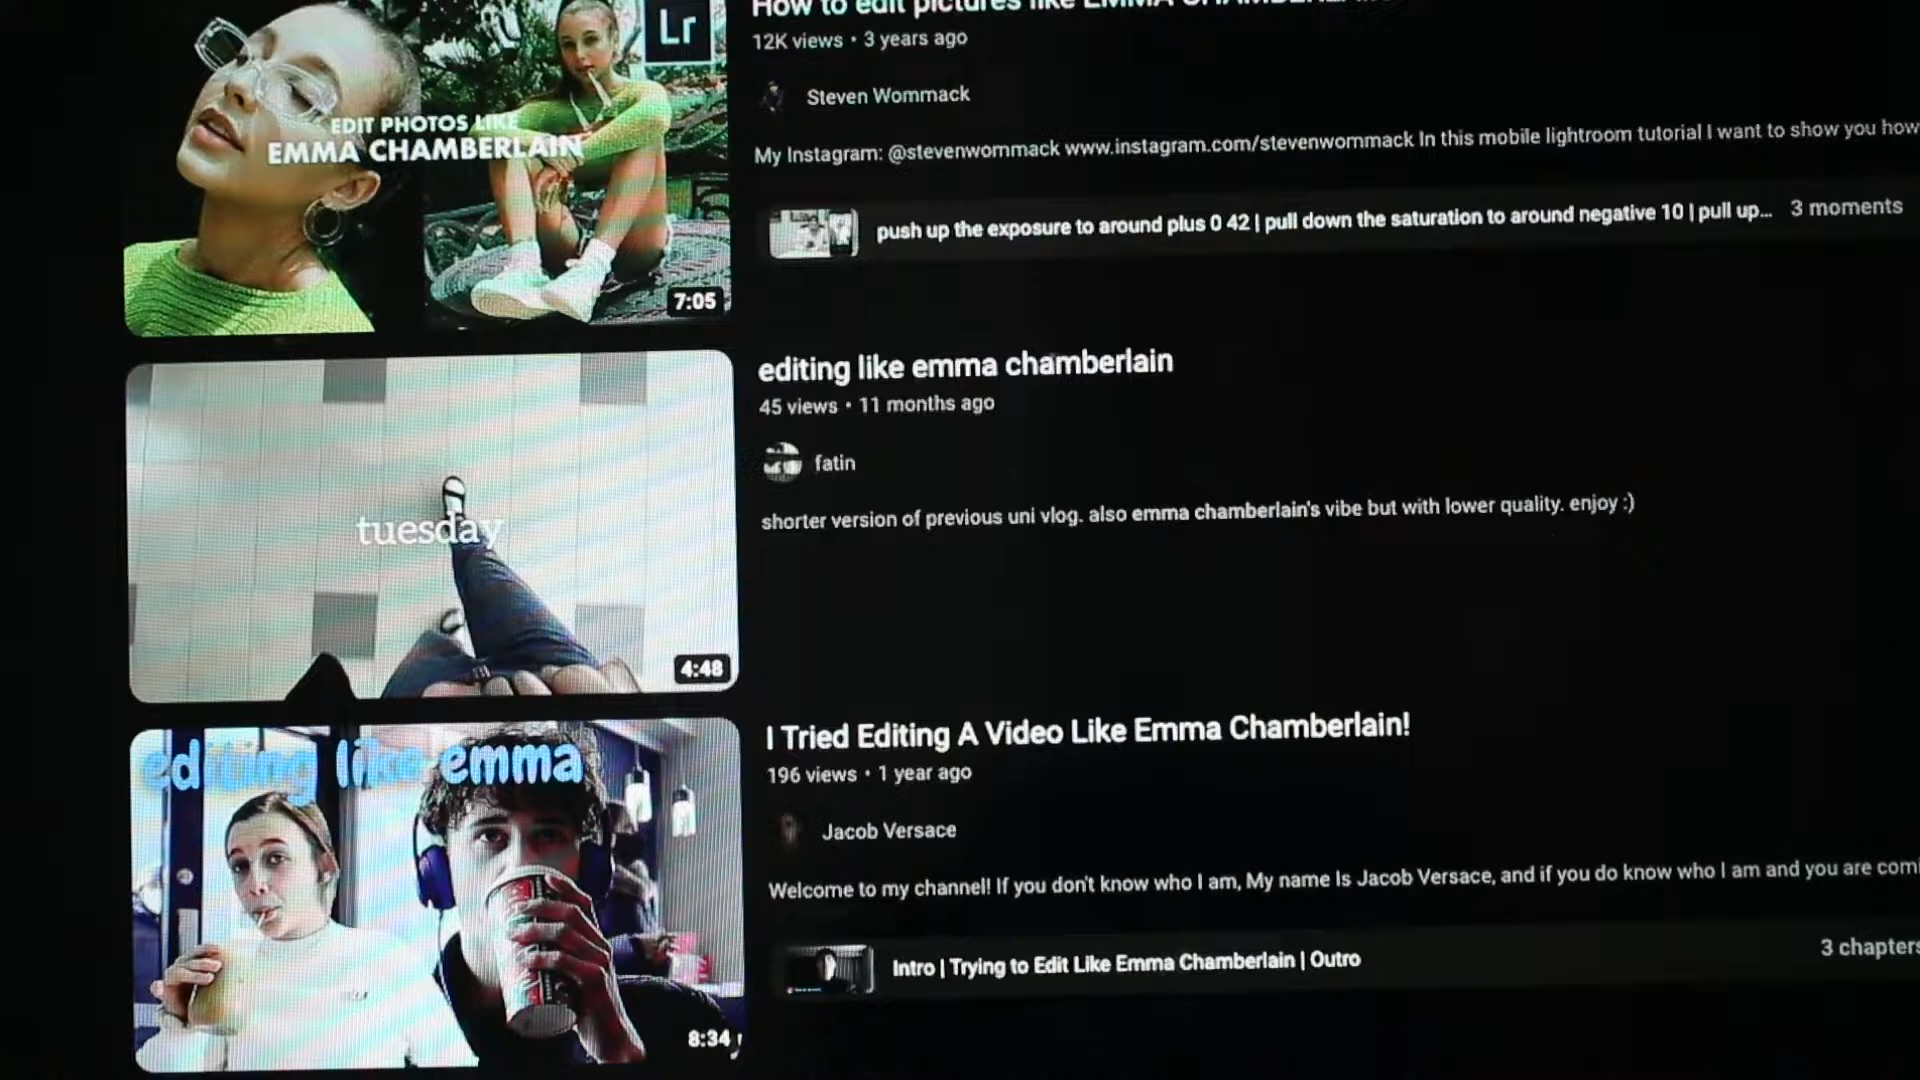 How to edit pictures like EMMA
12K views • 3 years ago
Steven Wommack
My Instagram: @stevenwommack www.instagram.com/stevenwommack In this mobile lightroom tutorial I want to show you how
push up the exposure to around plus 0 42 | pull down the saturation to around negative 10 | pull up...
3 moments
Lr
EDIT PHOTOS LIKE
EMMA CHAMBERLAIN
7:05
editing like emma chamberlain
45 views • 11 months ago
fatin
shorter version of previous uni vlog. also emma chamberlain's vibe but with lower quality. enjoy :)
tuesday
4:48
I Tried Editing A Video Like Emma Chamberlain!
196 views • 1 year ago
Jacob Versace
Welcome to my channel! If you don't know who I am, My name Is Jacob Versace, and if you do know who I am and you are
Intro | Trying to Edit Like Emma Chamberlain | Outro
3 chapters
editing like emma
8:34